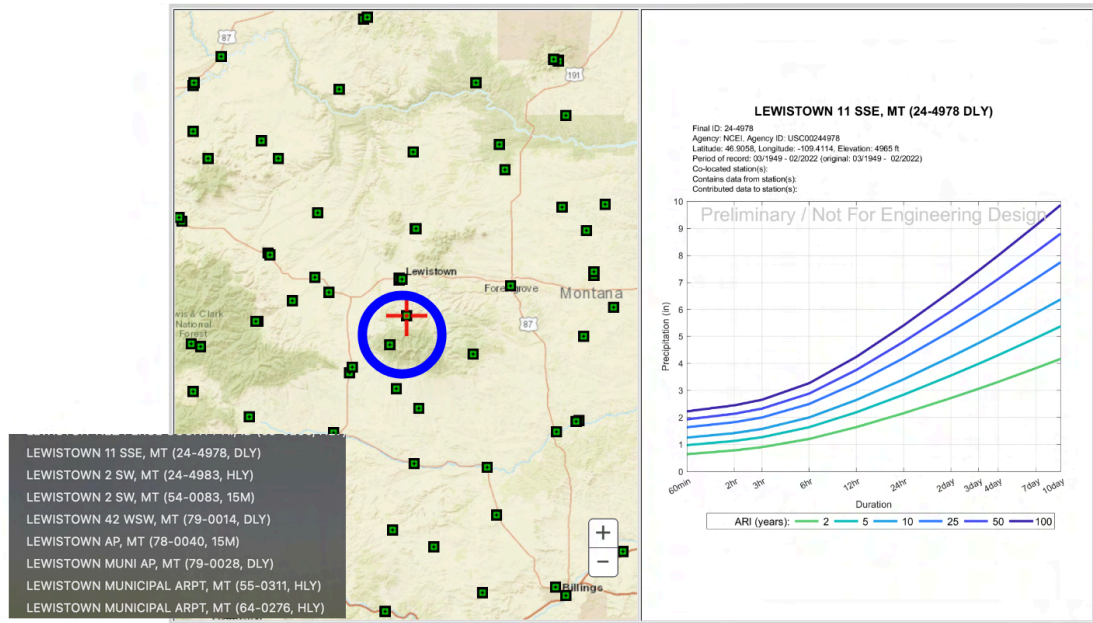 87
191
Lewistown
Forestgrove
Montana
wis & Clark
National
Forest
87
LEWISTOWN 11 SSE, MT (24-4978, DLY)
LEWISTOWN 2 SW, MT (24-4983, HLY)
LEWISTOWN 2 SW, MT (54-0083, 15M)
LEWISTOWN 42 WSW, MT (79-0014, DLY)
LEWISTOWN AP, MT (78-0040, 15M)
LEWISTOWN MUNI AP, MT (79-0028, DLY)
LEWISTOWN MUNICIPAL ARPT, MT (55-0311, HLY)
LEWISTOWN MUNICIPAL ARPT, MT (64-0276, HLY)
+
−
Billings
LEWISTOWN 11 SSE, MT (24-4978 DLY)
Final ID: 24-4978
Agency: NCEI, Agency ID: USC00244978
Latitude: 46.9058, Longitude: -109.4114, Elevation: 4965 ft
Period of record: 03/1949 - 02/2022 (original: 03/1949 - 02/2022)
Co-located station(s):
Contains data from station(s):
Contributed data to station(s):
Preliminary / Not For Engineering Design
Precipitation (in)
10
9
8
7
6
5
4
3
2
1
0
60min 2hr 3hr 6hr 12hr 24hr 2day 3day 4day 7day 10day
Duration
ARI (years): 2 5 10 25 50 100